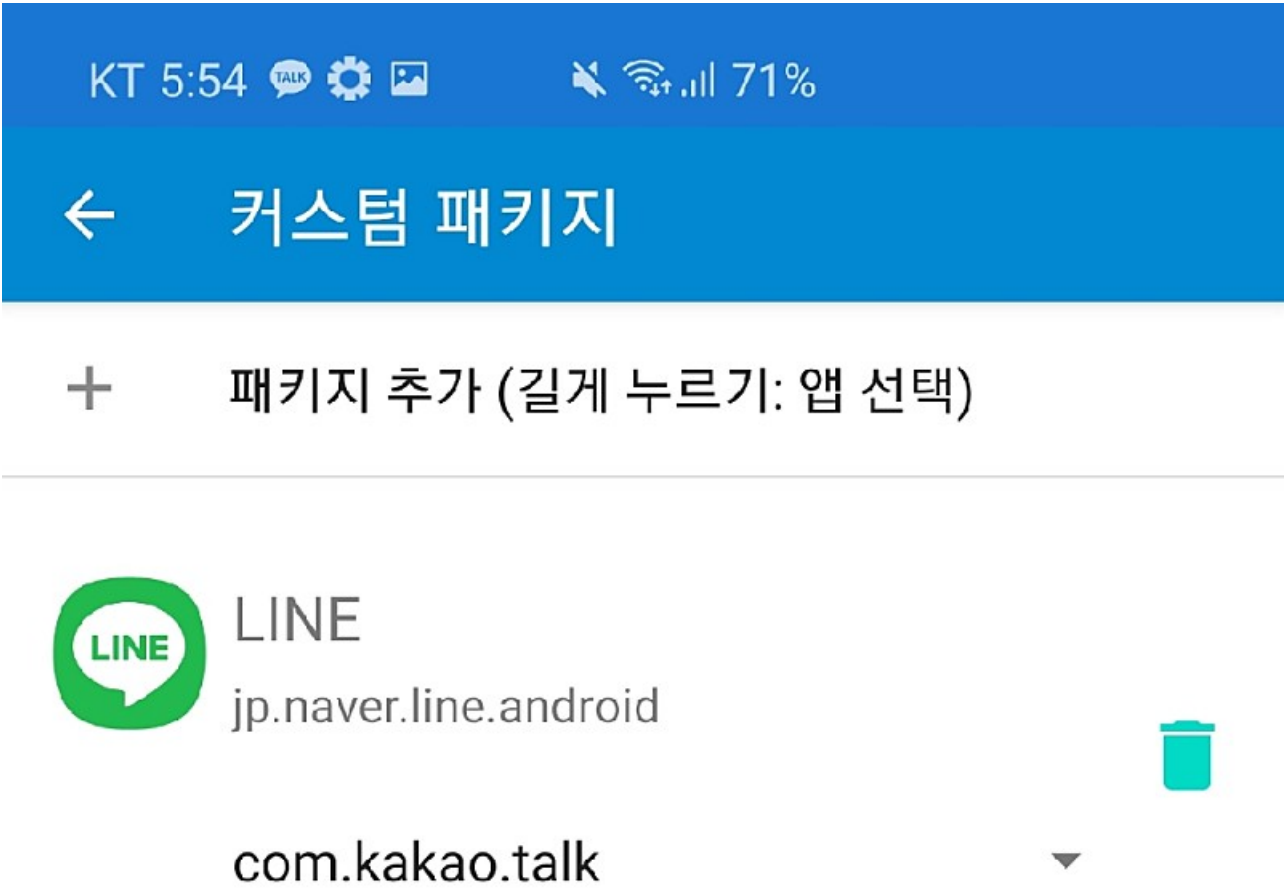 KT 5:54 TALK 71%
커스텀 패키지
패키지 추가 (길게 누르기: 앱 선택)
LINE
LINE
jp.naver.line.android
com.kakao.talk